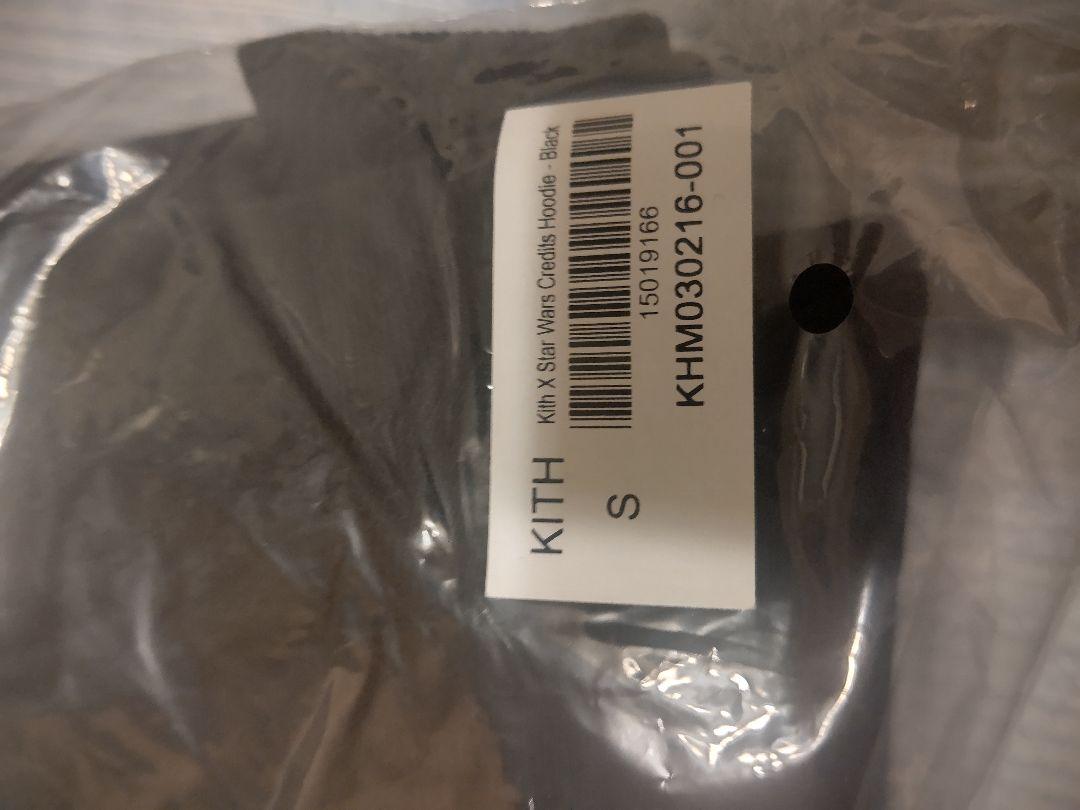 KITH
Kith X Star Wars Credits Hoodie - Black
S
15019166
KHM030216-001